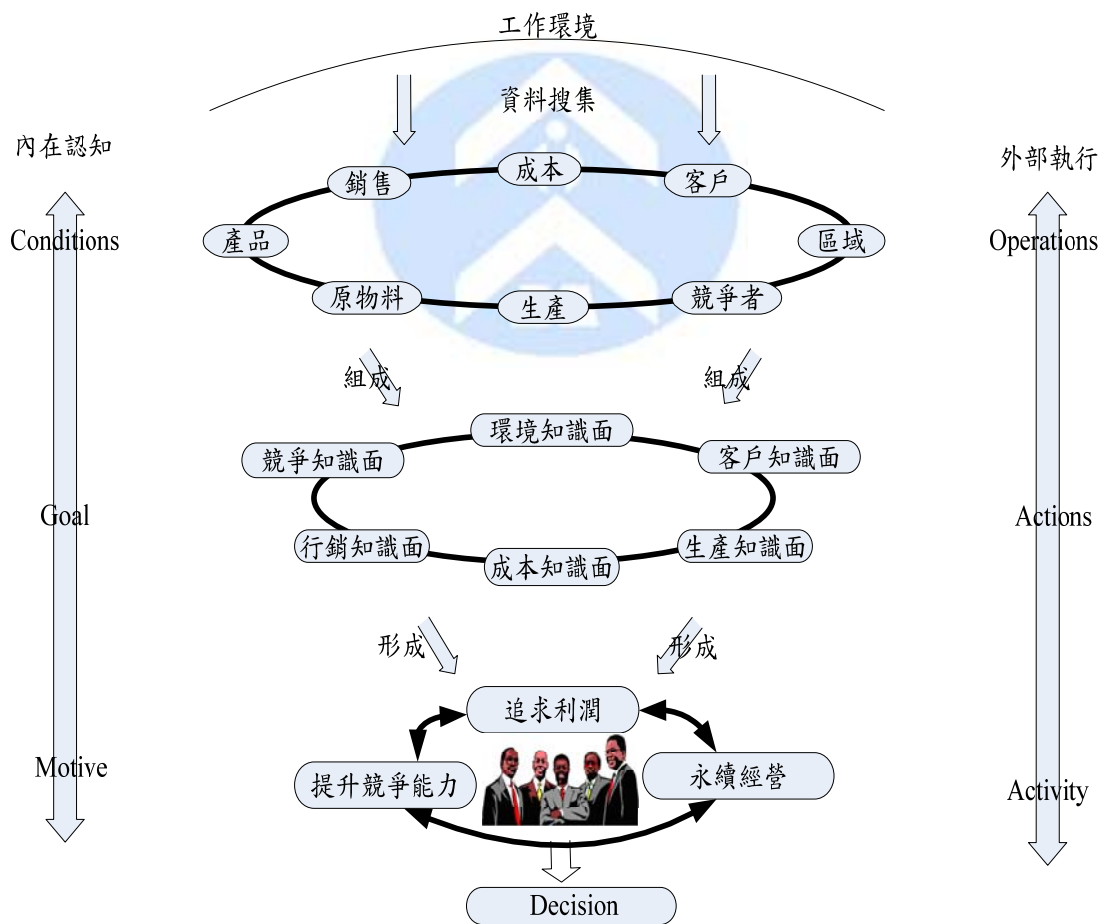 工作環境
資料搜集
內在認知
外部執行
銷售
成本
客戶
Conditions
產品
區域
Operations
原物料
生產
競爭者
組成
組成
環境知識面
競爭知識面
客戶知識面
Goal
Actions
行銷知識面
成本知識面
生產知識面
形成
形成
追求利潤
Motive
提升競爭能力
永續經營
Activity
Decision